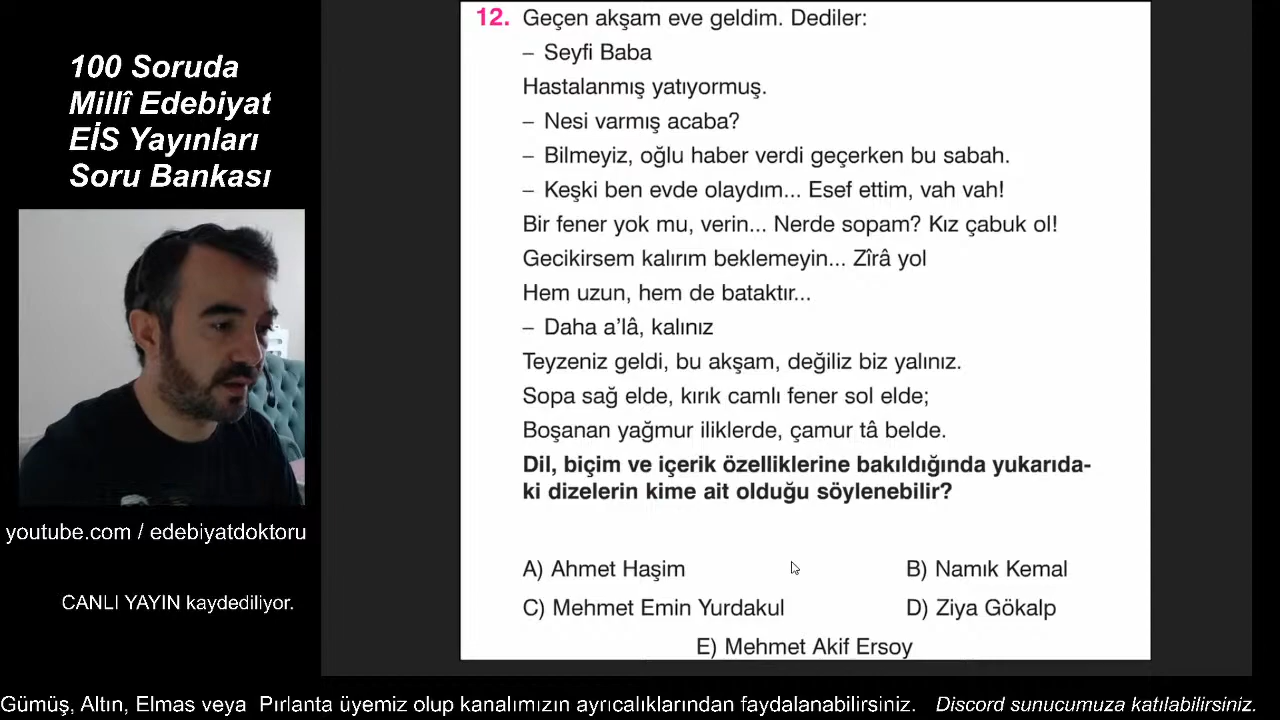 100 Soruda
Millî Edebiyat
EİS Yayınları
Soru Bankası
youtube.com / edebiyatdoktoru
CANLI YAYIN kaydediliyor.
12. Geçen akşam eve geldim. Dediler:
– Seyfi Baba
Hastalanmış yatıyormuş.
– Nesi varmış acaba?
– Bilmeyiz, oğlu haber verdi geçerken bu sabah.
– Keşki ben evde olaydım... Esef ettim, vah vah!
Bir fener yok mu, verin... Nerde sopam? Kız çabuk ol!
Gecikirsem kalırım beklemeyin... Zîrâ yol
Hem uzun, hem de bataktır...
– Daha a’lâ, kalınız
Teyzeniz geldi, bu akşam, değiliz biz yalınız.
Sopa sağ elde, kırık camlı fener sol elde;
Boşanan yağmur iliklerde, çamur tâ belde.
Dil, biçim ve içerik özelliklerine bakıldığında yukarıda-
ki dizelerin kime ait olduğu söylenebilir?
A) Ahmet Haşim
B) Namık Kemal
C) Mehmet Emin Yurdakul
D) Ziya Gökalp
E) Mehmet Akif Ersoy
Gümüş, Altın, Elmas veya Pırlanta üyemiz olup kanalımızın ayrıcalıklarından faydalanabilirsiniz. Discord sunucumuza katılabilirsiniz.